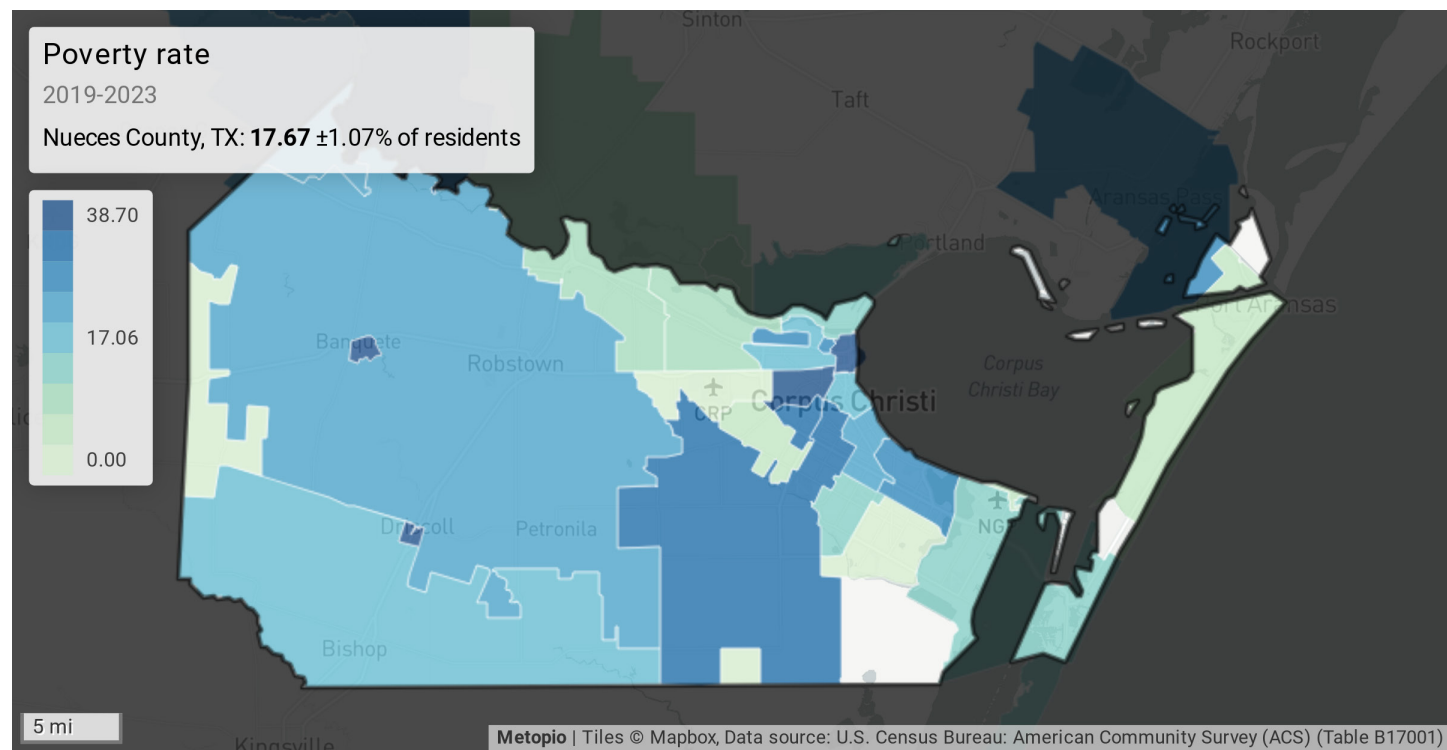 Poverty rate
2019-2023
Nueces County, TX: 17.67 ±1.07% of residents
38.70
17.06
0.00
Sinton
Rockport
Taft
Aransas Pass
Portland
Port Aransas
Banquete
Robstown
Corpus
Christi Bay
CRP
Corpus Christi
Driscoll
Petronila
Bishop
Kingsville
5 mi
Metopio | Tiles © Mapbox, Data source: U.S. Census Bureau: American Community Survey (ACS) (Table B17001)